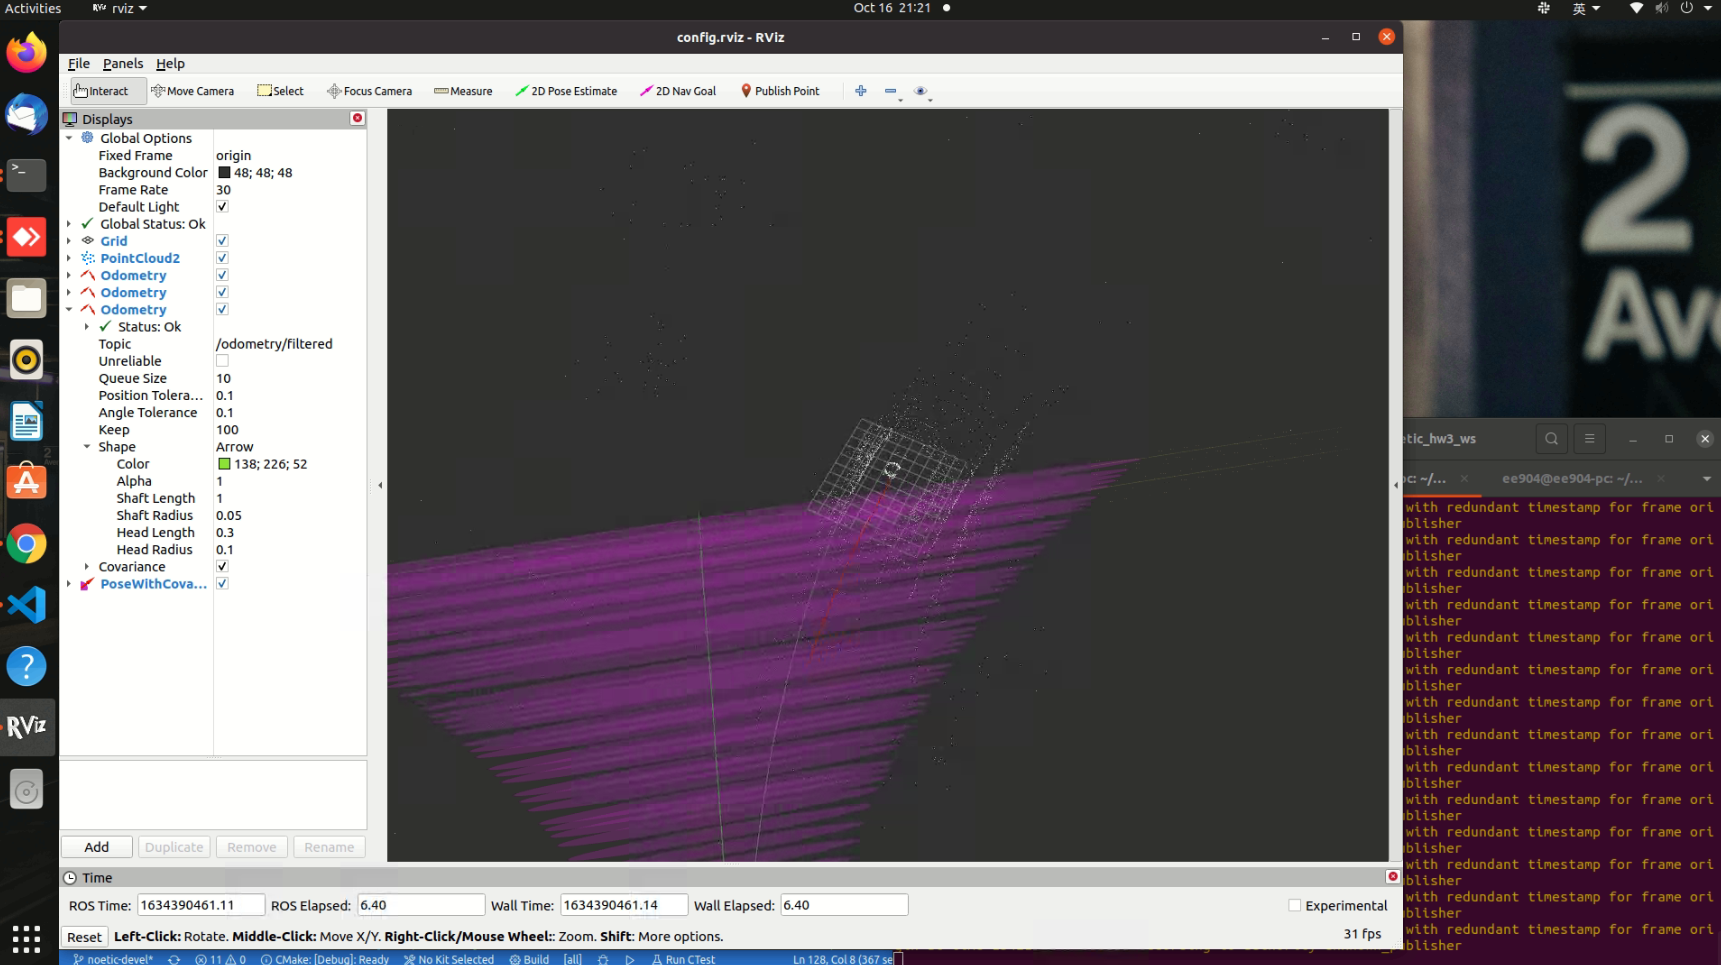 Activities
rviz
Oct 16 21:21
英
config.rviz - RViz
File Panels Help
Interact Move Camera Select Focus Camera Measure 2D Pose Estimate 2D Nav Goal Publish Point
Displays
Global Options
Fixed Frame origin
Background Color 48; 48; 48
Frame Rate 30
Default Light
Global Status: Ok
Grid
PointCloud2
Odometry
Odometry
Odometry
Status: Ok
Topic /odometry/filtered
Unreliable
Queue Size 10
Position Tolera... 0.1
Angle Tolerance 0.1
Keep 100
Shape Arrow
Color 138; 226; 52
Alpha 1
Shaft Length 1
Shaft Radius 0.05
Head Length 0.3
Head Radius 0.1
Covariance
PoseWithCova...
Add Duplicate Remove Rename
Time
ROS Time: 1634390461.11 ROS Elapsed: 6.40 Wall Time: 1634390461.14 Wall Elapsed: 6.40 Experimental
Reset Left-Click: Rotate. Middle-Click: Move X/Y. Right-Click/Mouse Wheel:: Zoom. Shift: More options. 31 fps
noetic-devel* 11 0 CMake: [Debug]: Ready No Kit Selected Build [all] Run CTest Ln 128, Col 8 (367 se
RViz
2
Av
etic_hw3_ws
pc: ~/... ee904@ee904-pc: ~/...
with redundant timestamp for frame ori
blisher
with redundant timestamp for frame ori
blisher
with redundant timestamp for frame ori
blisher
with redundant timestamp for frame ori
blisher
with redundant timestamp for frame ori
blisher
with redundant timestamp for frame ori
blisher
with redundant timestamp for frame ori
blisher
with redundant timestamp for frame ori
blisher
with redundant timestamp for frame ori
blisher
with redundant timestamp for frame ori
blisher
with redundant timestamp for frame ori
blisher
with redundant timestamp for frame ori
blisher
with redundant timestamp for frame ori
blisher
with redundant timestamp for frame ori
blisher